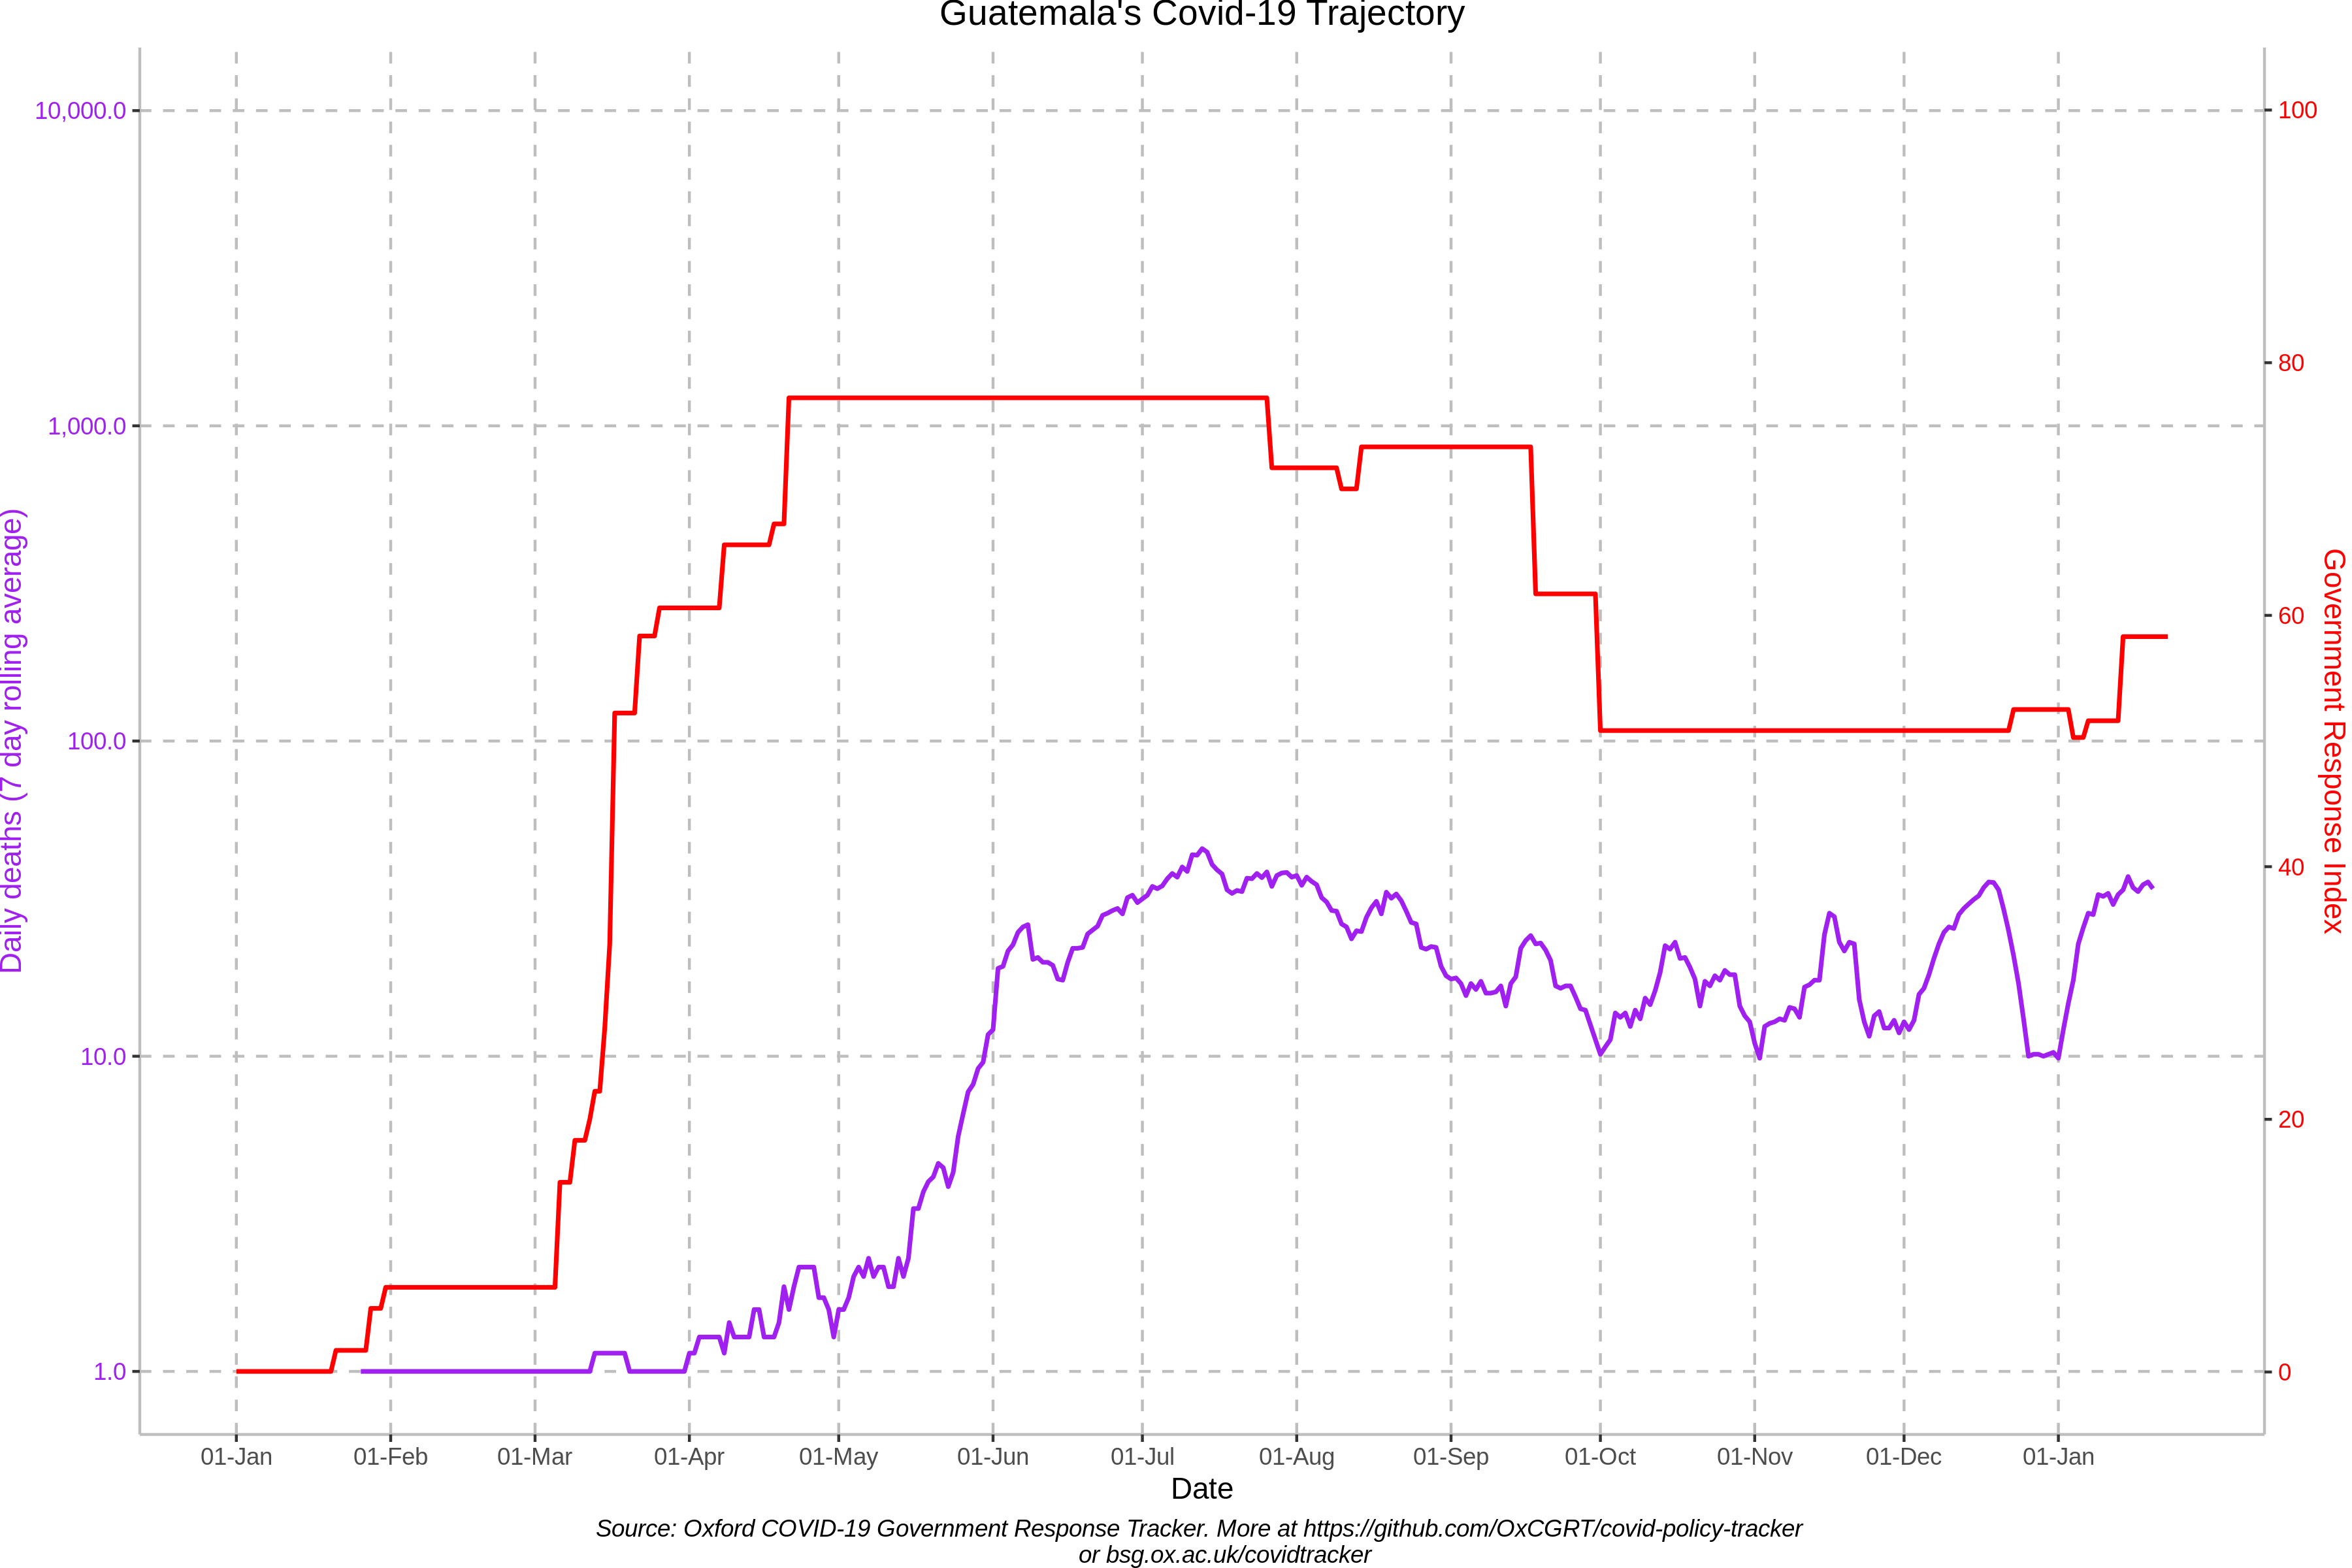 Guatemala's Covid-19 Trajectory
10,000.0
1,000.0
100.0
10.0
1.0
Daily deaths (7 day rolling average)
100
80
60
40
20
0
Government Response Index
01-Jan 01-Feb 01-Mar 01-Apr 01-May 01-Jun 01-Jul 01-Aug 01-Sep 01-Oct 01-Nov 01-Dec 01-Jan
Date
Source: Oxford COVID-19 Government Response Tracker. More at https://github.com/OxCGRT/covid-policy-tracker
or bsg.ox.ac.uk/covidtracker